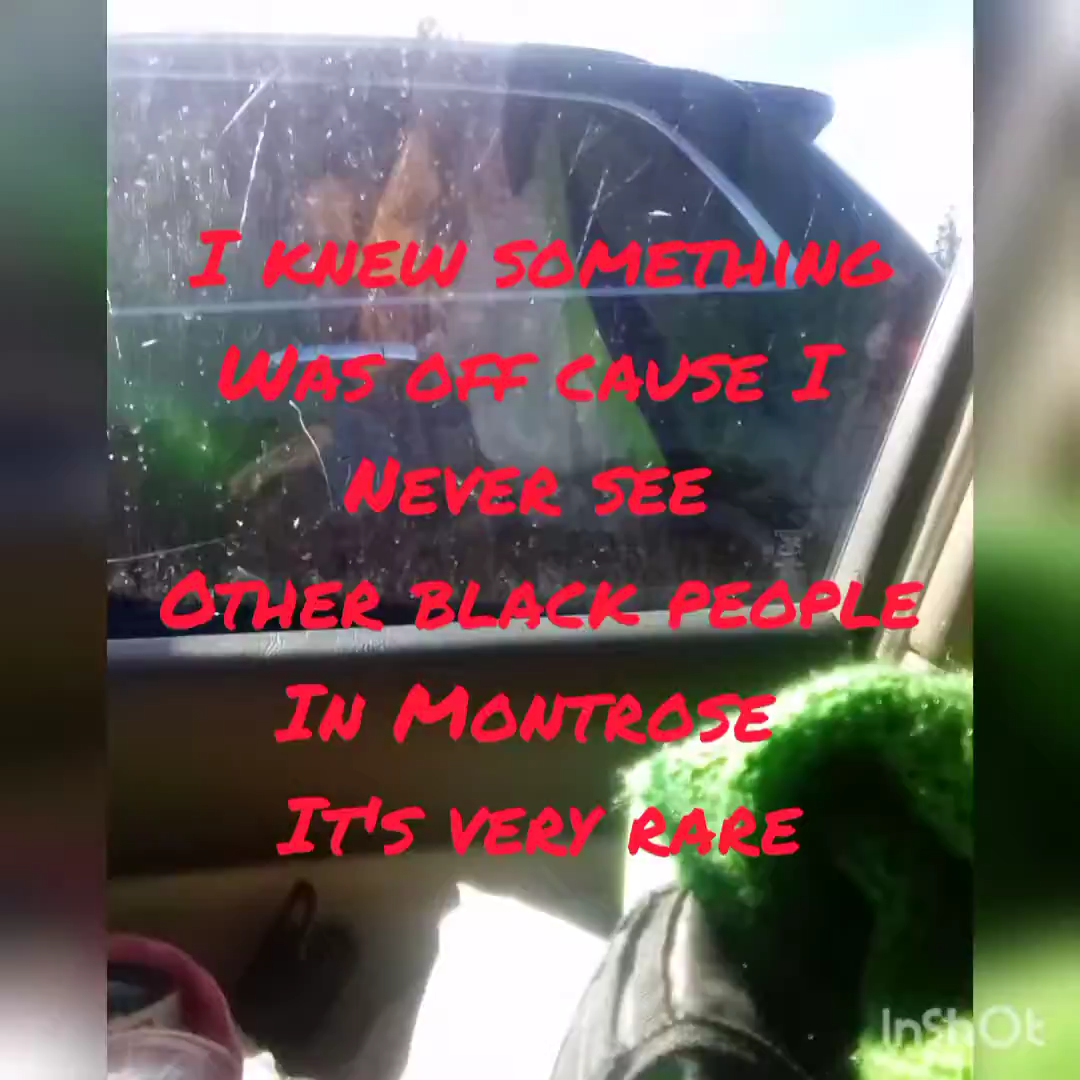 I knew something
Was off cause I
Never see
Other black people
In Montrose
It's very rare
InShOt